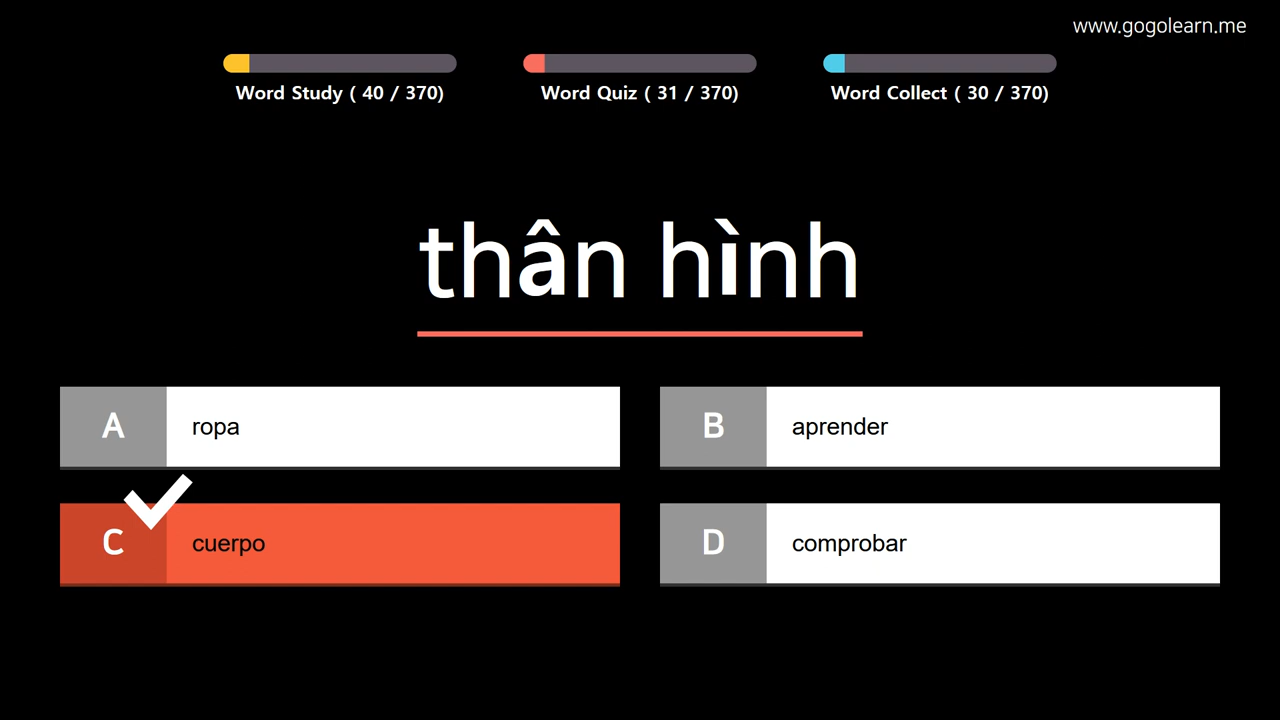 www.gogolearn.me
Word Study ( 40 / 370)
Word Quiz ( 31 / 370)
Word Collect ( 30 / 370)
thân hình
A ropa
B aprender
C cuerpo
D comprobar